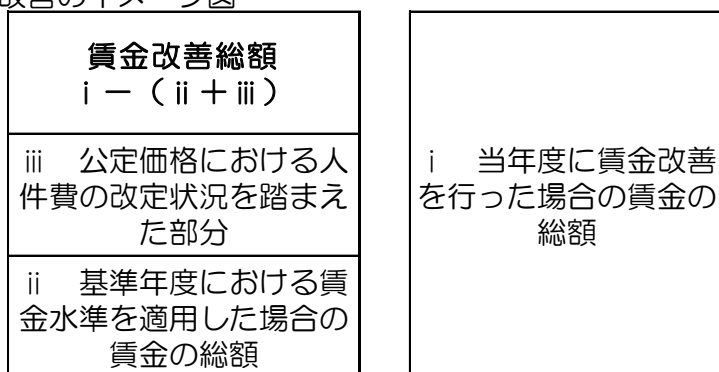 改善のイメージ図
賃金改善総額
ⅰ－（ⅱ＋ⅲ）
ⅲ　公定価格における人
件費の改定状況を踏まえ
た部分
ⅱ　基準年度における賃
金水準を適用した場合の
賃金の総額
ⅰ　当年度に賃金改善
を行った場合の賃金の
総額